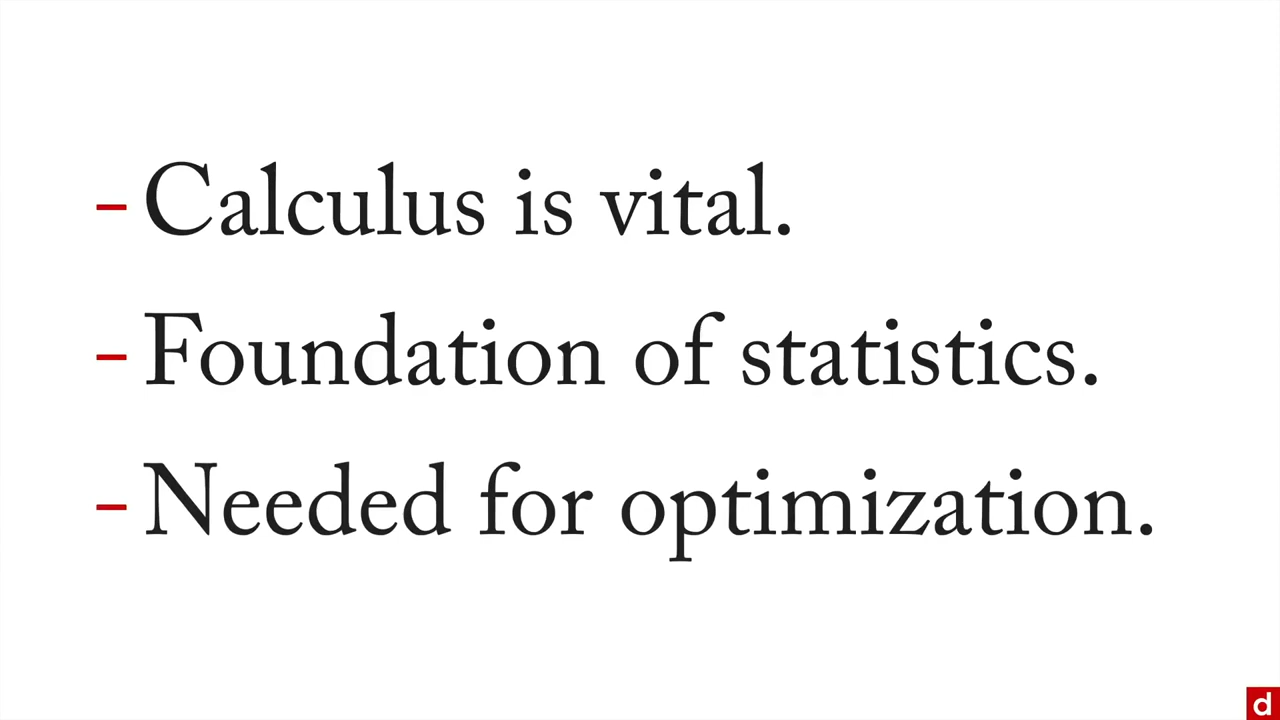 - Calculus is vital.
- Foundation of statistics.
- Needed for optimization.
d